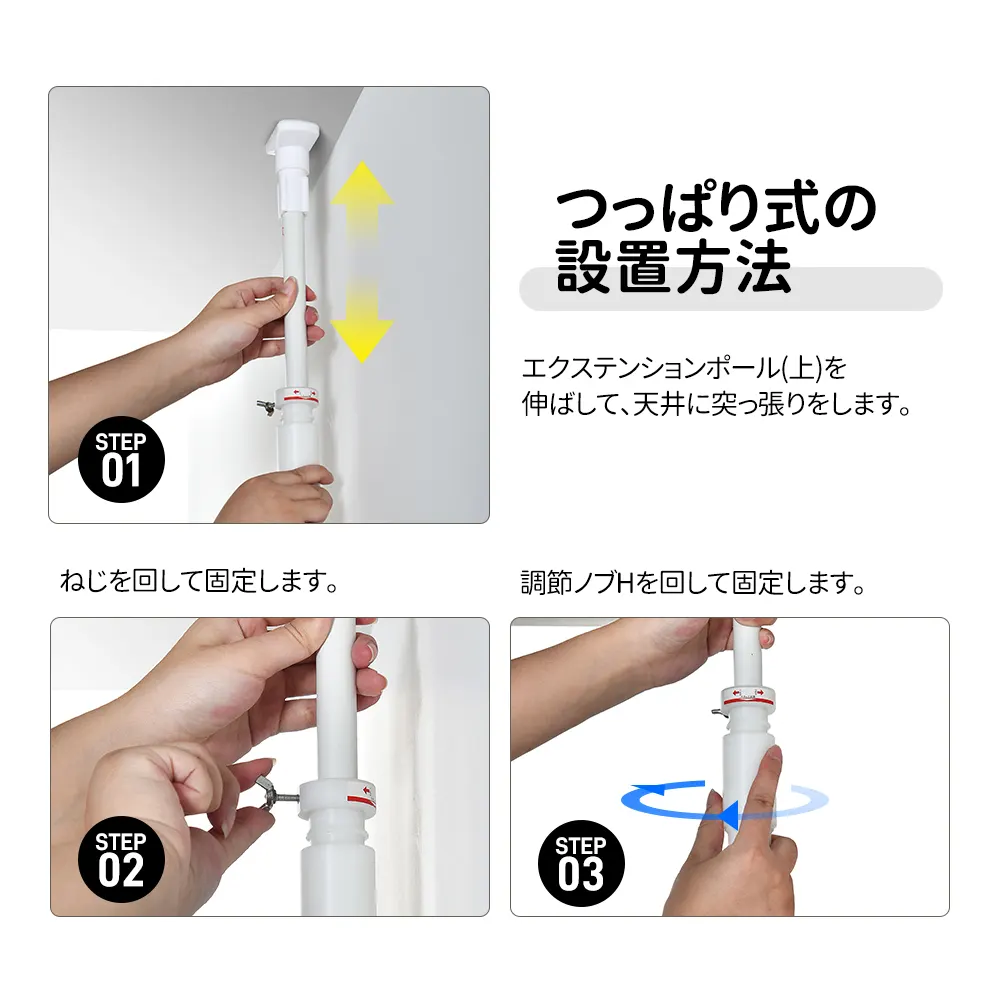 つっぱり式の
設置方法
エクステンションポール(上)を
伸ばして、天井に突っ張りをします。
STEP
01
ねじを回して固定します。
調節ノブHを回して固定します。
STEP
02
STEP
03